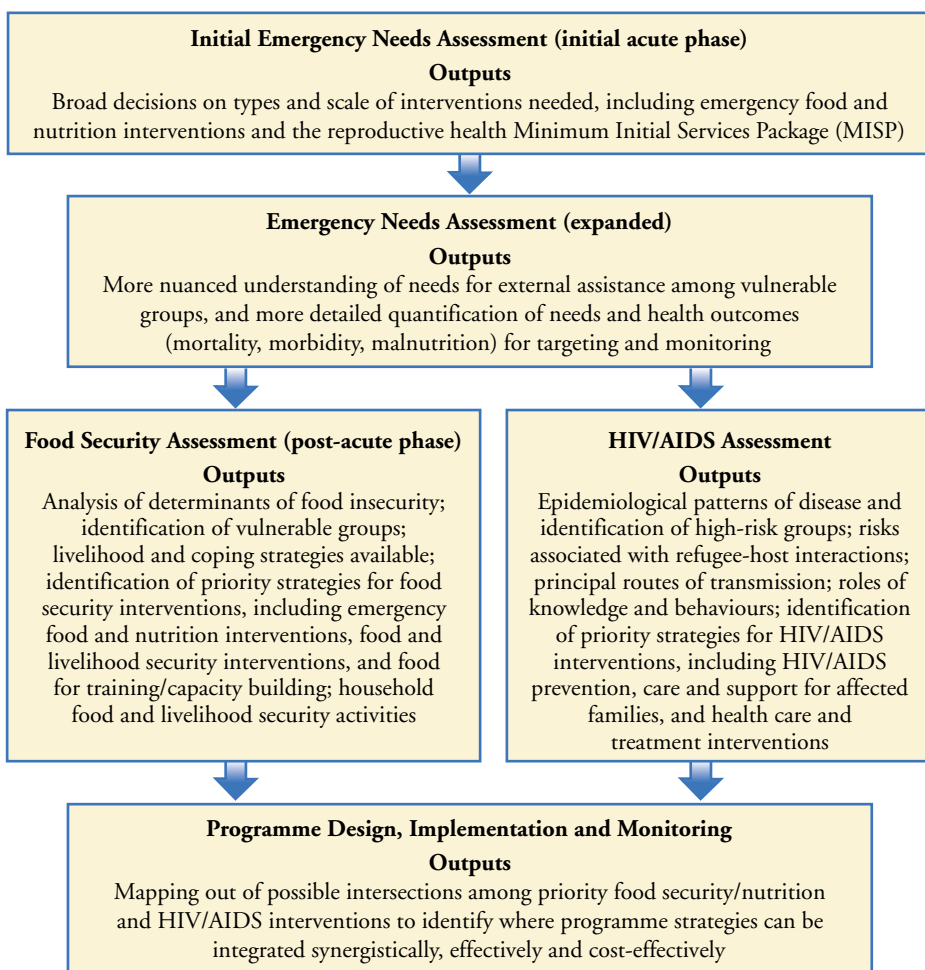 Initial Emergency Needs Assessment (initial acute phase)
Outputs
Broad decisions on types and scale of interventions needed, including emergency food and
nutrition interventions and the reproductive health Minimum Initial Services Package (MISP)
Emergency Needs Assessment (expanded)
Outputs
More nuanced understanding of needs for external assistance among vulnerable
groups, and more detailed quantification of needs and health outcomes
(mortality, morbidity, malnutrition) for targeting and monitoring
Food Security Assessment (post-acute phase)
Outputs
Analysis of determinants of food insecurity;
identification of vulnerable groups;
livelihood and coping strategies available;
identification of priority strategies for food
security interventions, including emergency
food and nutrition interventions, food and
livelihood security interventions, and food
for training/capacity building; household
food and livelihood security activities
HIV/AIDS Assessment
Outputs
Epidemiological patterns of disease and
identification of high-risk groups; risks
associated with refugee-host interactions;
principal routes of transmission; roles of
knowledge and behaviours; identification
of priority strategies for HIV/AIDS
interventions, including HIV/AIDS
prevention, care and support for affected
families, and health care and
treatment interventions
Programme Design, Implementation and Monitoring
Outputs
Mapping out of possible intersections among priority food security/nutrition
and HIV/AIDS interventions to identify where programme strategies can be
integrated synergistically, effectively and cost-effectively